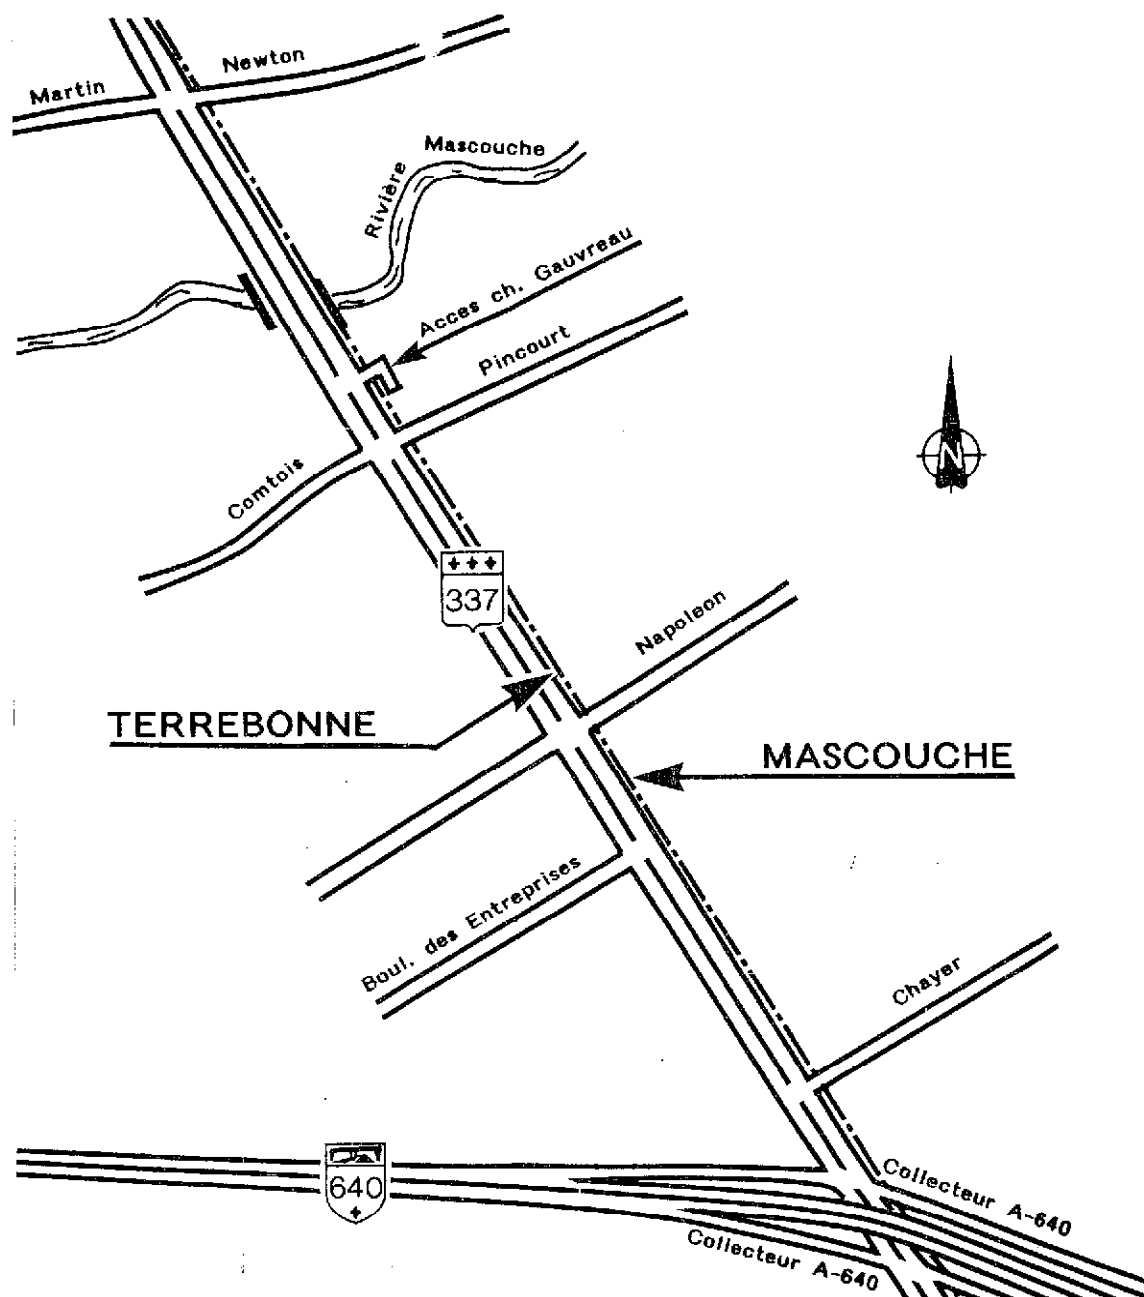 Newton
Martin
Rivière Mascouche
Acces ch. Gauvreau
Pincourt
N
Comtois
337
Napoleon
TERREBONNE
MASCOUCHE
Boul. des Entreprises
Chayer
640
Collecteur A-640
Collecteur A-640